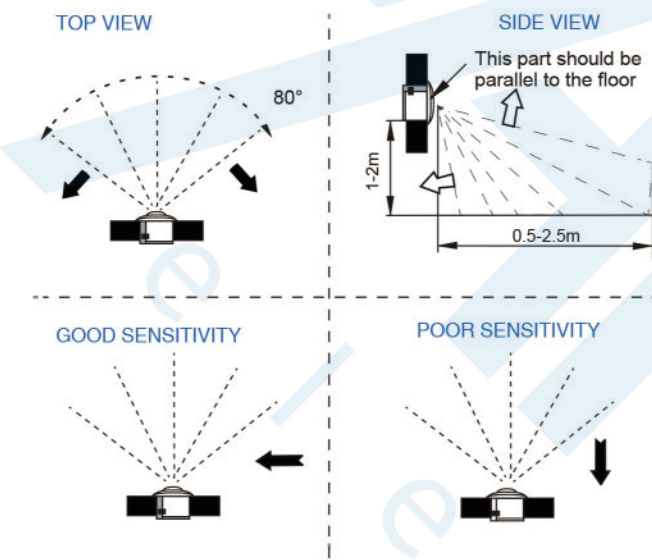 TOP VIEW
80°
SIDE VIEW
This part should be
parallel to the floor
1-2m
0.5-2.5m
GOOD SENSITIVITY
POOR SENSITIVITY